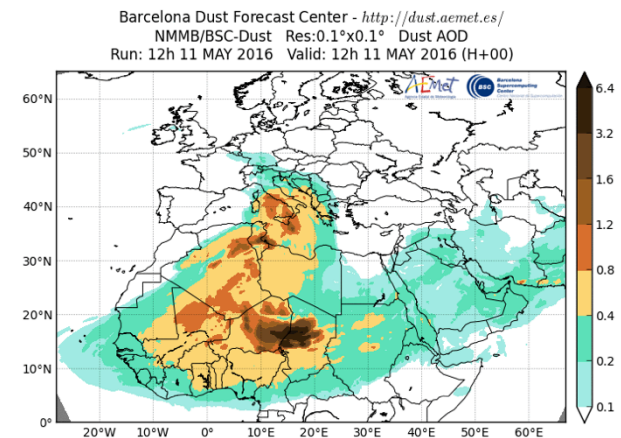 Barcelona Dust Forecast Center - http://dust.aemet.es/
NMMB/BSC-Dust Res:0.1°x0.1° Dust AOD
Run: 12h 11 MAY 2016 Valid: 12h 11 MAY 2016 (H+00)
AEMet
BSC
Barcelona
Supercomputing
Center
60°N
50°N
40°N
30°N
20°N
10°N
0°
20°W
10°W
0°
10°E
20°E
30°E
40°E
50°E
60°E
6.4
3.2
1.6
1.2
0.8
0.4
0.2
0.1